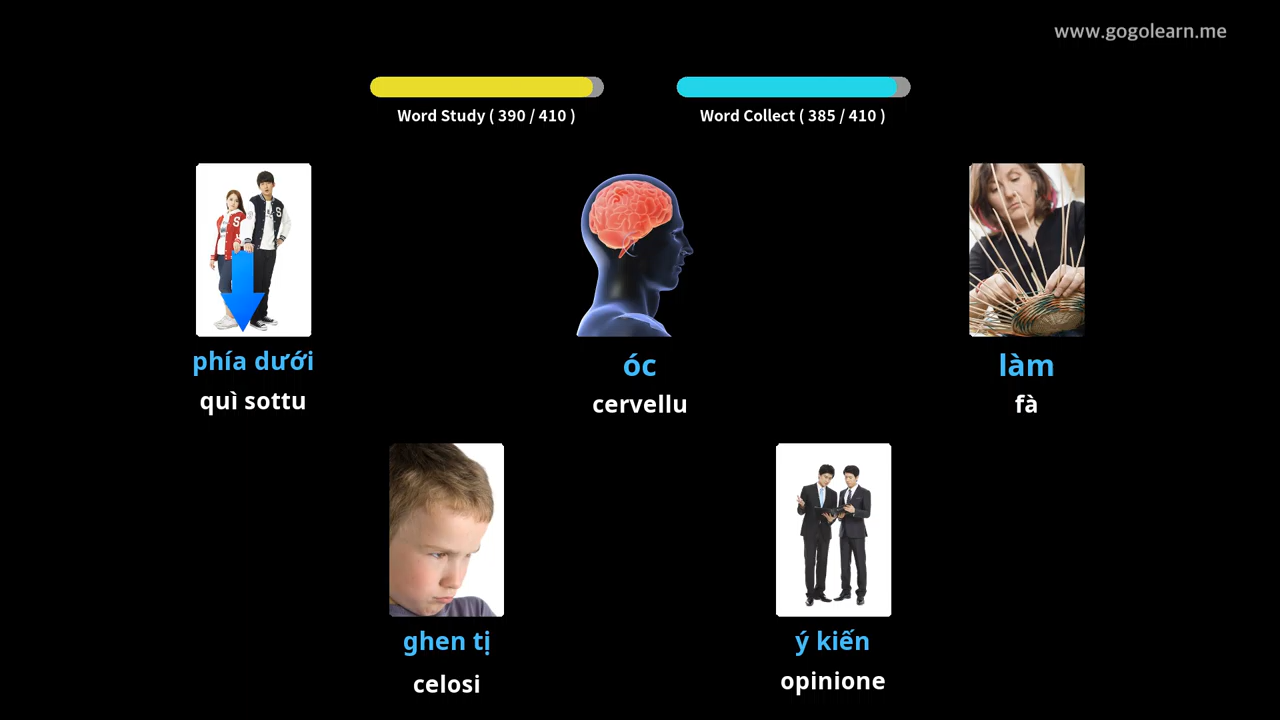 www.gogolearn.me
Word Study ( 390 / 410 )
Word Collect ( 385 / 410 )
phía dưới
quì sottu
óc
cervellu
làm
fà
ghen tị
celosi
ý kiến
opinione